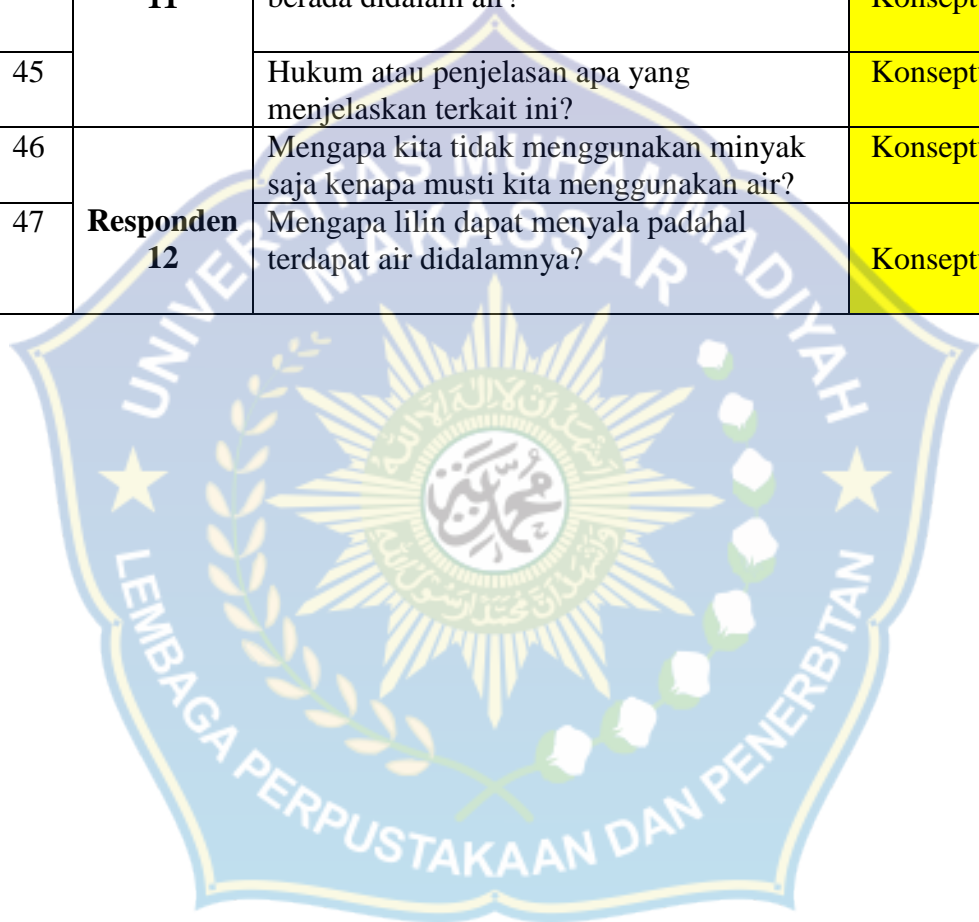 11
berada didalam air?
Konsept
45
Hukum atau penjelasan apa yang
menjelaskan terkait ini?
Konsept
46
Mengapa kita tidak menggunakan minyak
saja kenapa musti kita menggunakan air?
Konsept
47
Responden
12
Mengapa lilin dapat menyala padahal
terdapat air didalamnya?
Konsept
UNIVERSITAS MUHAMMADIYAH
MAKASSAR
LEMBAGA PERPUSTAKAAN DAN PENERBITAN